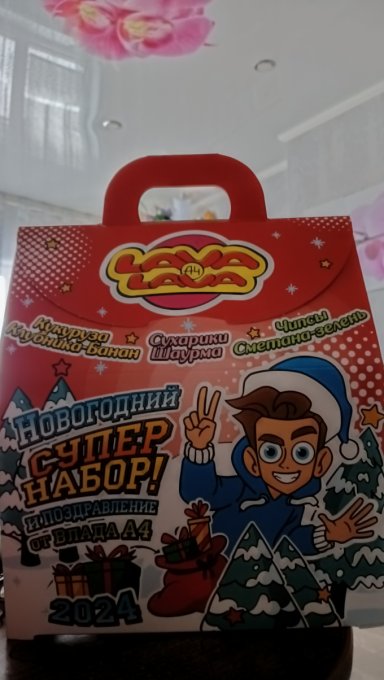 LAVA
A4
LAVA
Кукуруза
Клубника-Банан
Сухарики
Шаурма
Чипсы
Сметана-зелень
НОВОГОДНИЙ
СУПЕР
НАБОР!
И ПОЗДРАВЛЕНИЕ
ОТ ВЛАДА А4
2024